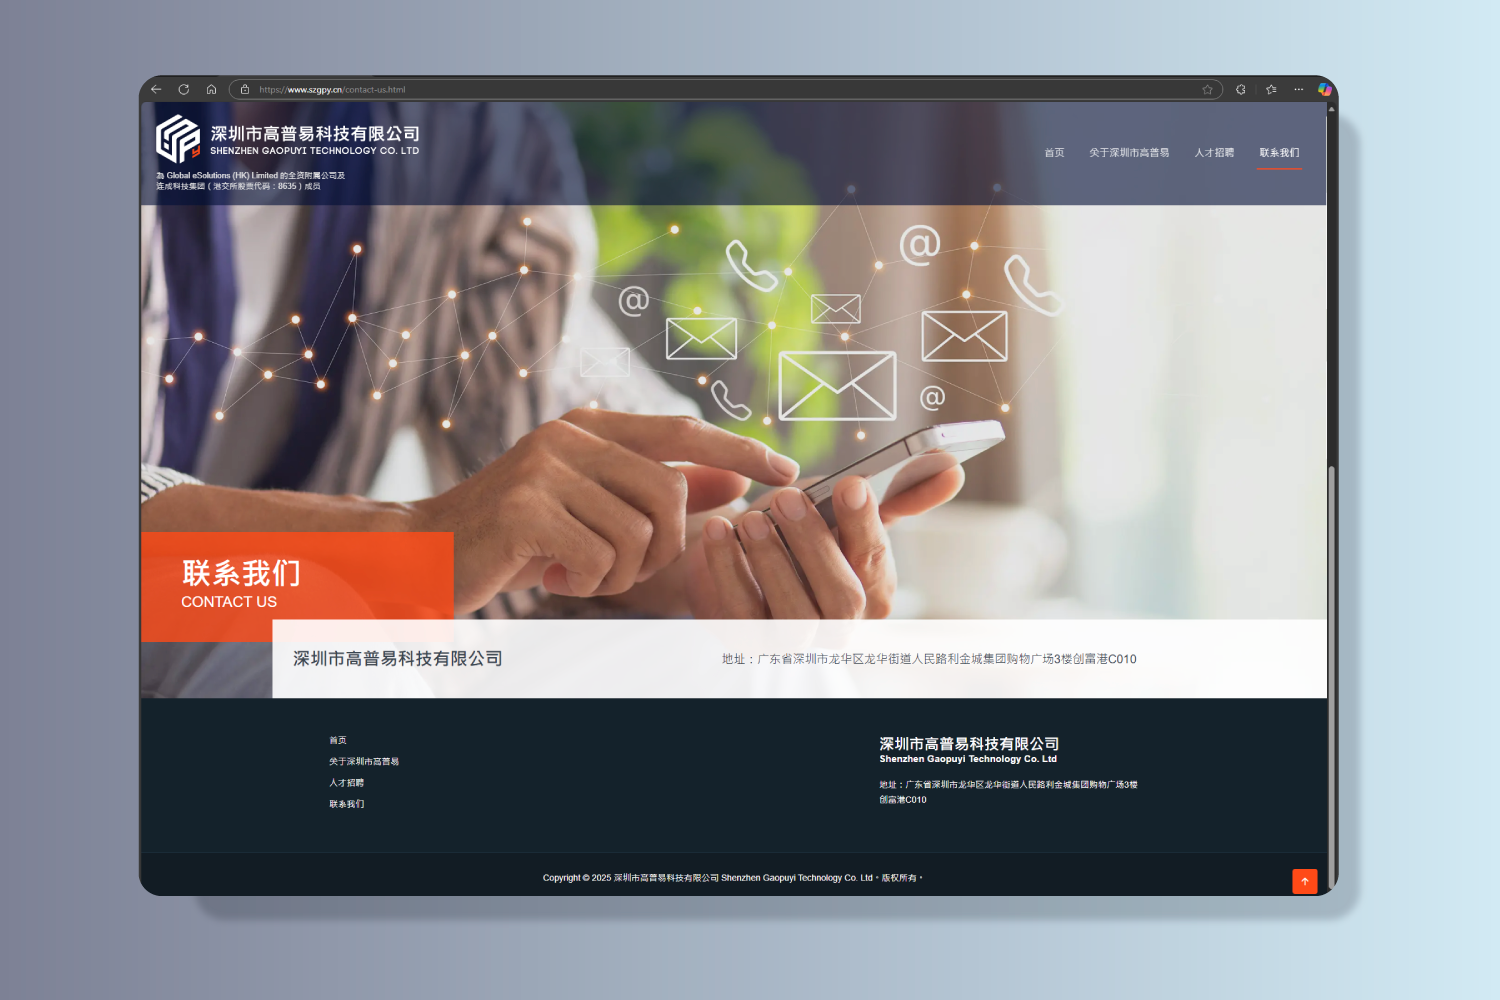 https://www.szgpy.cn/contact-us.html
深圳市高普易科技有限公司
SHENZHEN GAOPUYI TECHNOLOGY CO. LTD
為 Global eSolutions (HK) Limited 的全资附属公司及
连成科技集团（港交所股票代码：8635）成员
首页 关于深圳市高普易 人才招聘 联系我们
@
@
@
联系我们
CONTACT US
深圳市高普易科技有限公司 地址：广东省深圳市龙华区龙华街道人民路利金城集团购物广场3楼创富港C010
首页
关于深圳市高普易
人才招聘
联系我们
深圳市高普易科技有限公司
Shenzhen Gaopuyi Technology Co. Ltd
地址：广东省深圳市龙华区龙华街道人民路利金城集团购物广场3楼
创富港C010
Copyright © 2025 深圳市高普易科技有限公司 Shenzhen Gaopuyi Technology Co. Ltd。版权所有。